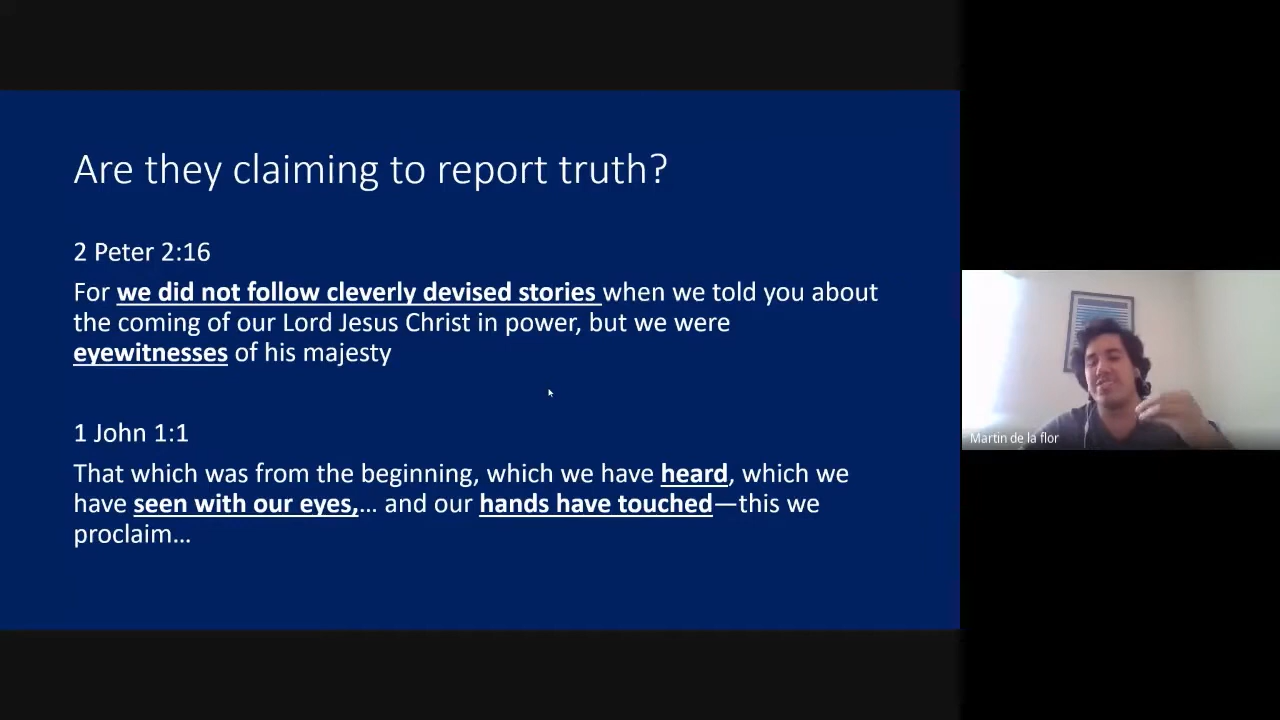 Are they claiming to report truth?
2 Peter 2:16
For we did not follow cleverly devised stories when we told you about
the coming of our Lord Jesus Christ in power, but we were
eyewitnesses of his majesty
1 John 1:1
That which was from the beginning, which we have heard, which we
have seen with our eyes,… and our hands have touched—this we
proclaim…
Martin de la flor